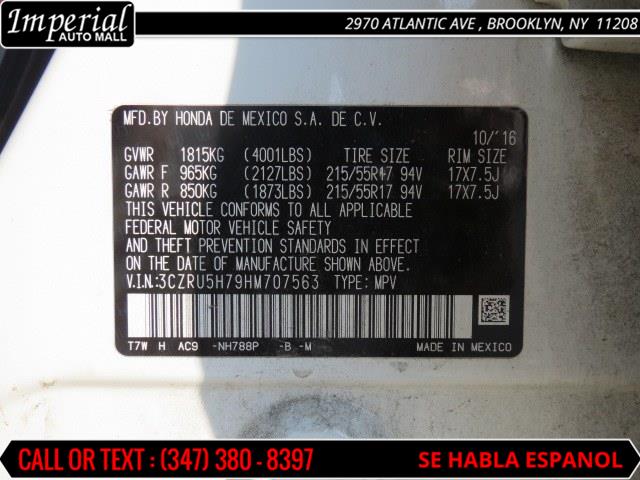 Imperial
AUTO MALL
2970 ATLANTIC AVE , BROOKLYN, NY 11208
MFD.BY HONDA DE MEXICO S.A. DE C.V.
10/'16
GVWR 1815KG (4001LBS) TIRE SIZE RIM SIZE
GAWR F 965KG (2127LBS) 215/55R17 94V 17X7.5J
GAWR R 850KG (1873LBS) 215/55R17 94V 17X7.5J
THIS VEHICLE CONFORMS TO ALL APPLICABLE
FEDERAL MOTOR VEHICLE SAFETY
AND THEFT PREVENTION STANDARDS IN EFFECT
ON THE DATE OF MANUFACTURE SHOWN ABOVE.
V.I.N:3CZRU5H79HM707563 TYPE: MPV
T7W H AC9 -NH788P -B -M MADE IN MEXICO
CALL OR TEXT : (347) 380 - 8397
SE HABLA ESPANOL